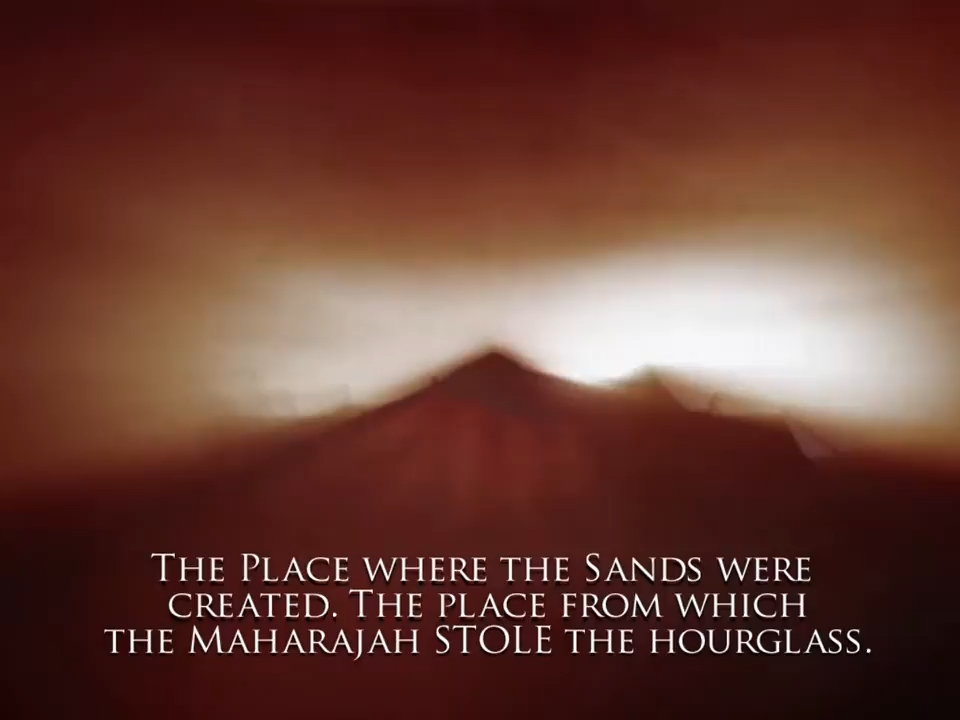 The Place where the Sands were
created. The place from which
the Maharajah STOLE the hourglass.